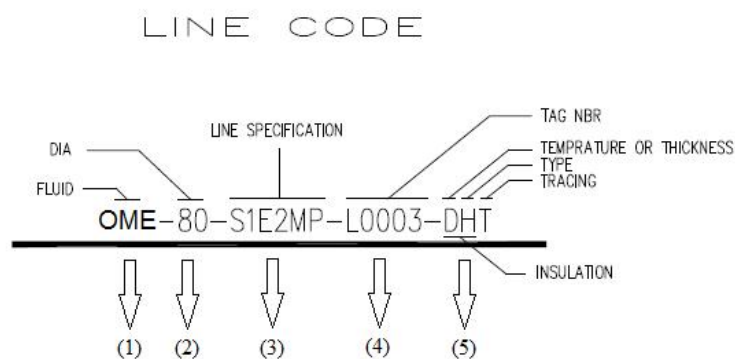 LINE CODE
TAG NBR
LINE SPECIFICATION
TEMPRATURE OR THICKNESS
DIA
TYPE
FLUID
TRACING
OME-80-S1E2MP-L0003-DHT
INSULATION
(1) (2) (3) (4) (5)